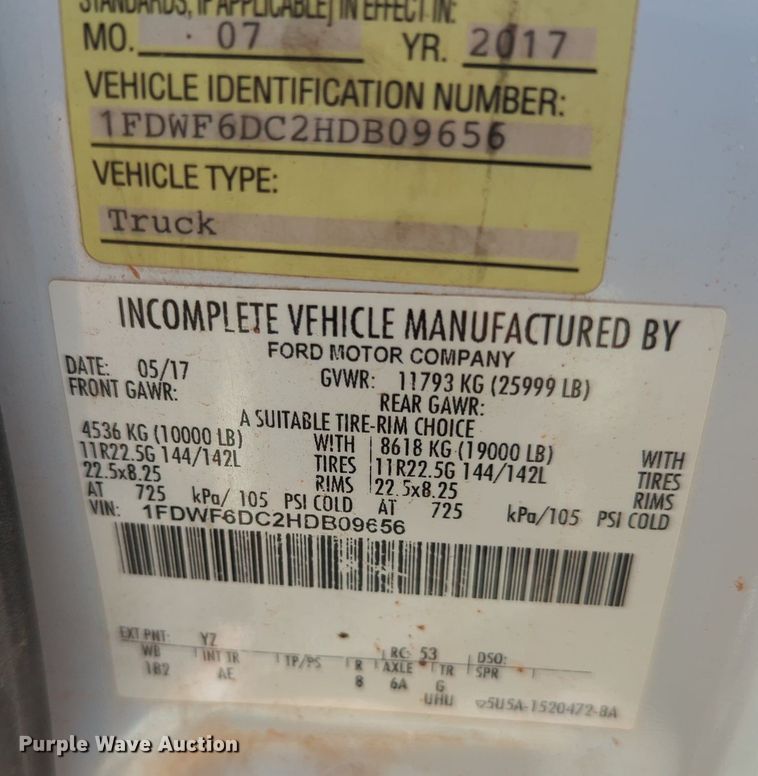 STANDARDS, IF APPLICABLE, IN EFFECT IN:
MO. 07 YR. 2017
VEHICLE IDENTIFICATION NUMBER:
1FDWF6DC2HDB09656
VEHICLE TYPE:
Truck
INCOMPLETE VEHICLE MANUFACTURED BY
FORD MOTOR COMPANY
DATE: 05/17 GVWR: 11793 KG (25999 LB)
FRONT GAWR: REAR GAWR:
A SUITABLE TIRE-RIM CHOICE
4536 KG (10000 LB) WITH 8618 KG (19000 LB) WITH
11R22.5G 144/142L TIRES 11R22.5G 144/142L TIRES
22.5x8.25 RIMS 22.5x8.25 RIMS
AT 725 kPa/ 105 PSI COLD AT 725 kPa/105 PSI COLD
VIN: 1FDWF6DC2HDB09656
EXT PNT: YZ RC: 53 DSO:
WB INT TR TP/PS R AXLE TR SPR
182 AE 8 6A G
UHU 5U5A-1520472-BA
Purple Wave Auction